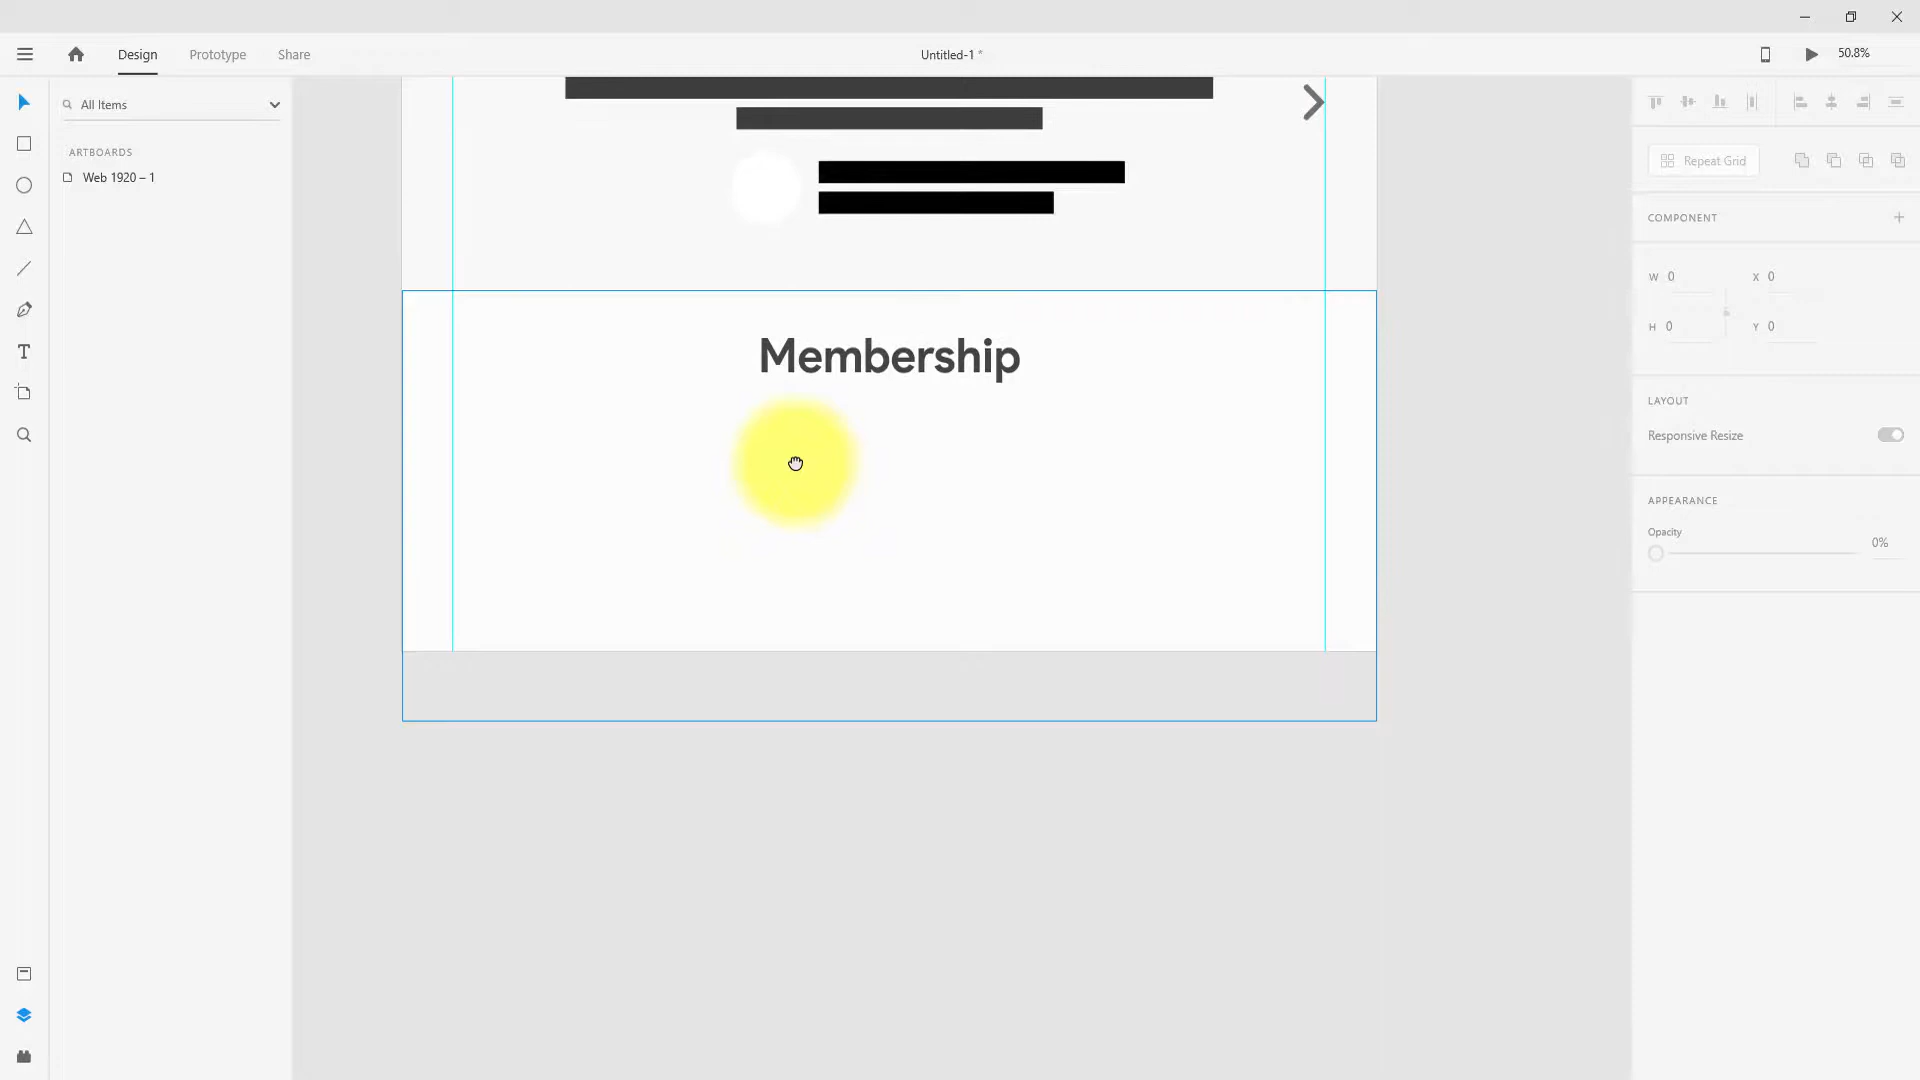 Design
Prototype
Share
Untitled-1 *
50.8%
All Items
ARTBOARDS
Web 1920 – 1
Membership
Repeat Grid
COMPONENT
W 0
X 0
H 0
Y 0
LAYOUT
Responsive Resize
APPEARANCE
Opacity
0%